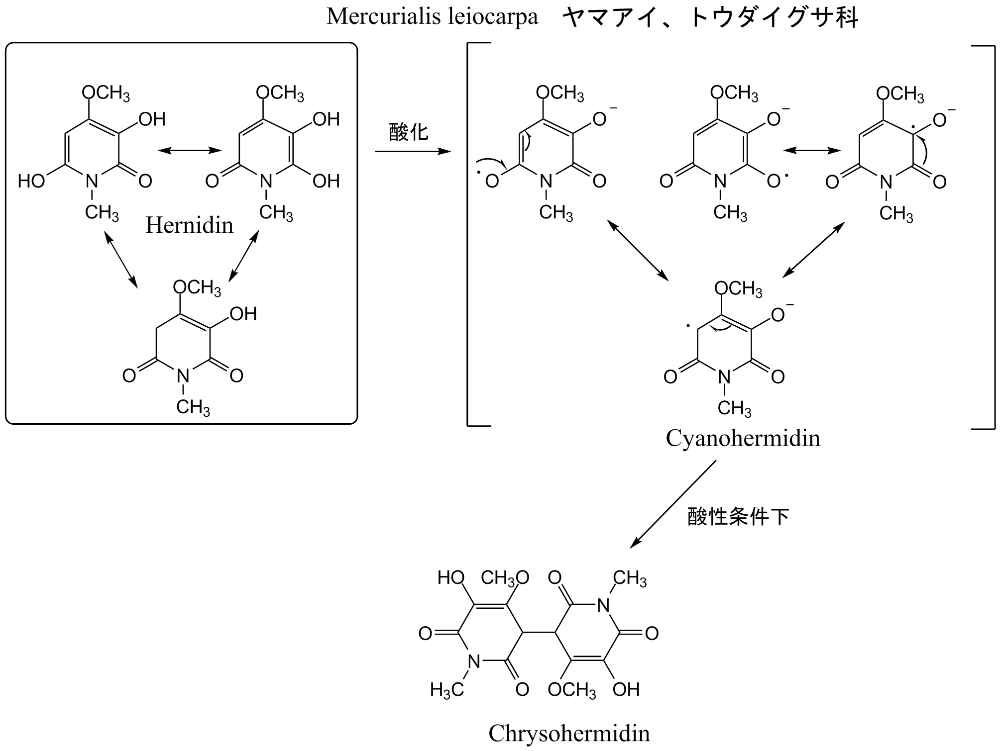 Mercurialis leiocarpa ヤマアイ、トウダイグサ科
OCH3
OH
HO
N
O
CH3
OCH3
OH
O
N
OH
CH3
Hernidin
OCH3
OH
O
N
O
CH3
酸化
OCH3
O−
·O
N
O
CH3
OCH3
O−
O
N
O·
CH3
OCH3
·
O−
O
N
O
CH3
OCH3
·
O−
O
N
O
CH3
Cyanohermidin
酸性条件下
HO
CH3O
O
CH3
N
O
O
N
H3C
O
OCH3
OH
Chrysohermidin